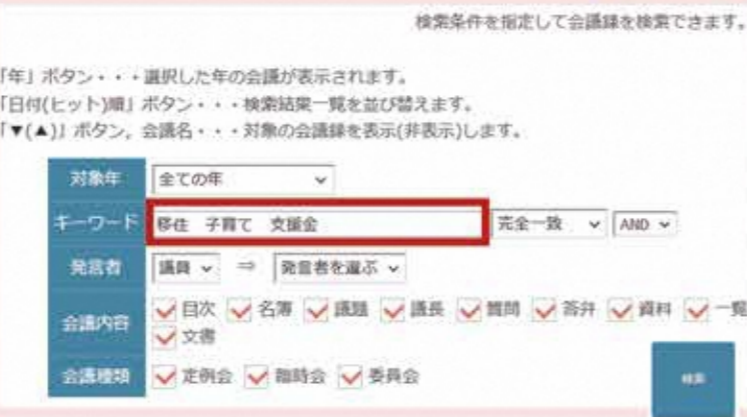 検索条件を指定して会議録を検索できます。
「年」ボタン・・・選択した年の会議が表示されます。
「日付(ヒット)順」ボタン・・・検索結果一覧を並び替えます。
「▼(▲)」ボタン，会議名・・・対象の会議録を表示(非表示)します。
対象年 全ての年
キーワード 移住 子育て 支援金 完全一致 AND
発言者 議員 ⇒ 発言者を選ぶ
会議内容 目次 名簿 議題 議長 質問 答弁 資料 一覧
文書
会議種類 定例会 臨時会 委員会
検索